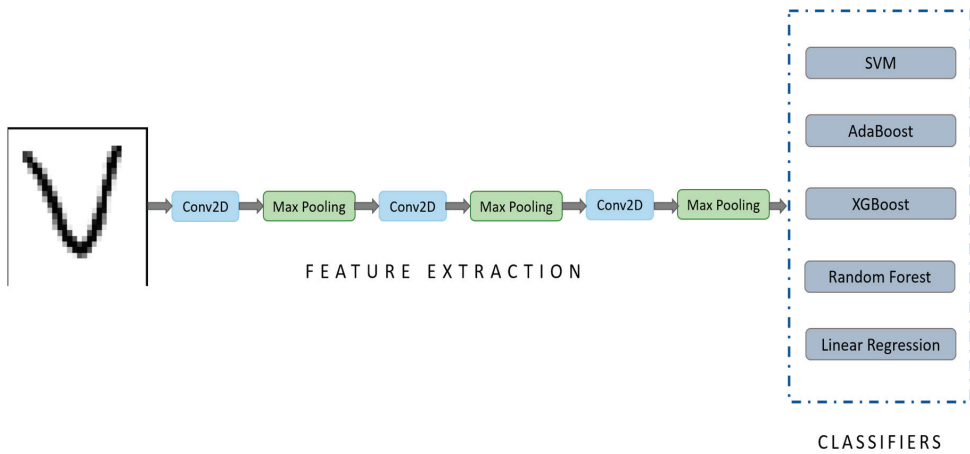 V
Conv2D
Max Pooling
Conv2D
Max Pooling
Conv2D
Max Pooling
FEATURE EXTRACTION
SVM
AdaBoost
XGBoost
Random Forest
Linear Regression
CLASSIFIERS